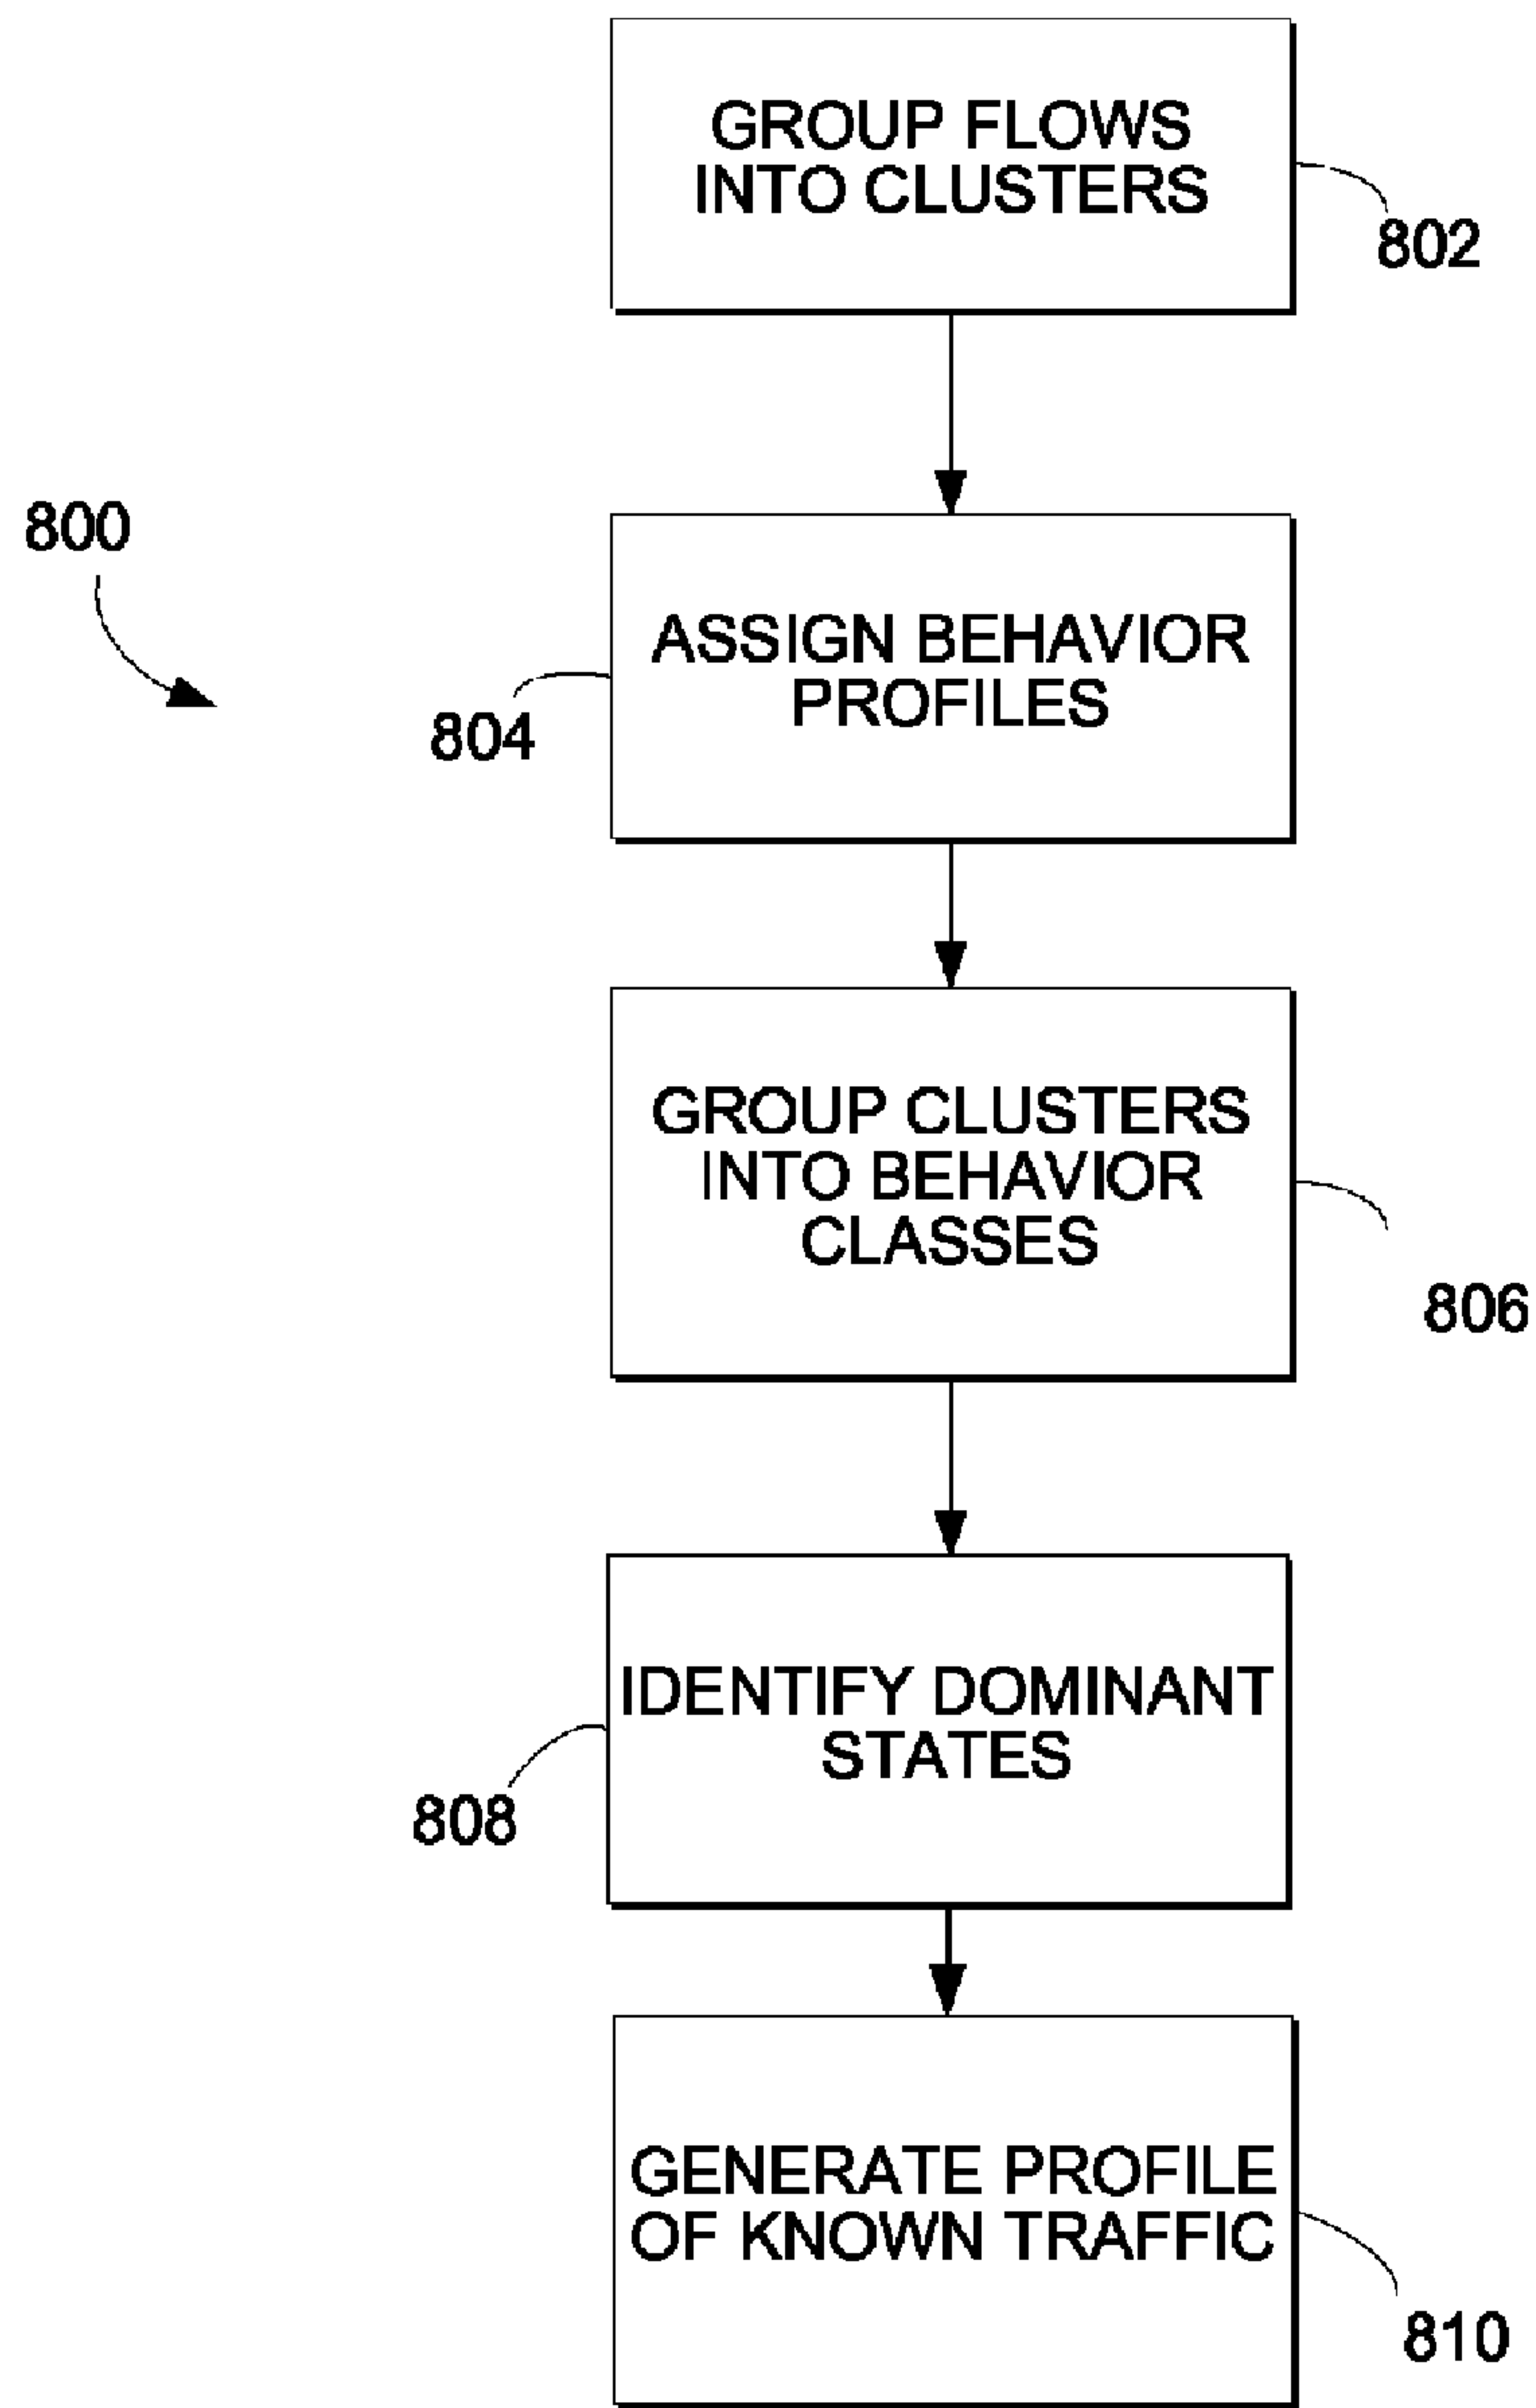 GROUP FLOWS
INTO CLUSTERS
802
800
ASSIGN BEHAVIOR
PROFILES
804
GROUP CLUSTERS
INTO BEHAVIOR
CLASSES
806
IDENTIFY DOMINANT
STATES
808
GENERATE PROFILE
OF KNOWN TRAFFIC
810